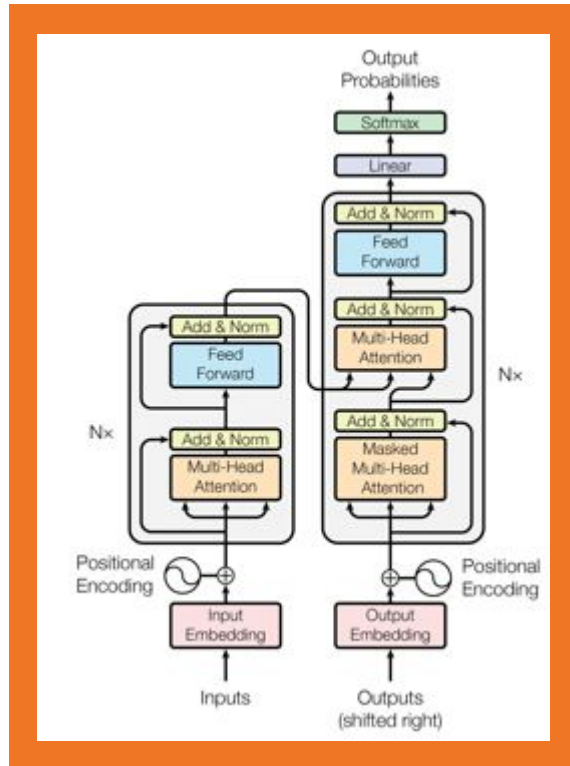 Output
Probabilities
Softmax
Linear
Add & Norm
Feed
Forward
Add & Norm
Multi-Head
Attention
Nx
Add & Norm
Masked
Multi-Head
Attention
Add & Norm
Feed
Forward
Nx
Add & Norm
Multi-Head
Attention
Positional
Encoding
Positional
Encoding
Input
Embedding
Output
Embedding
Inputs
Outputs
(shifted right)